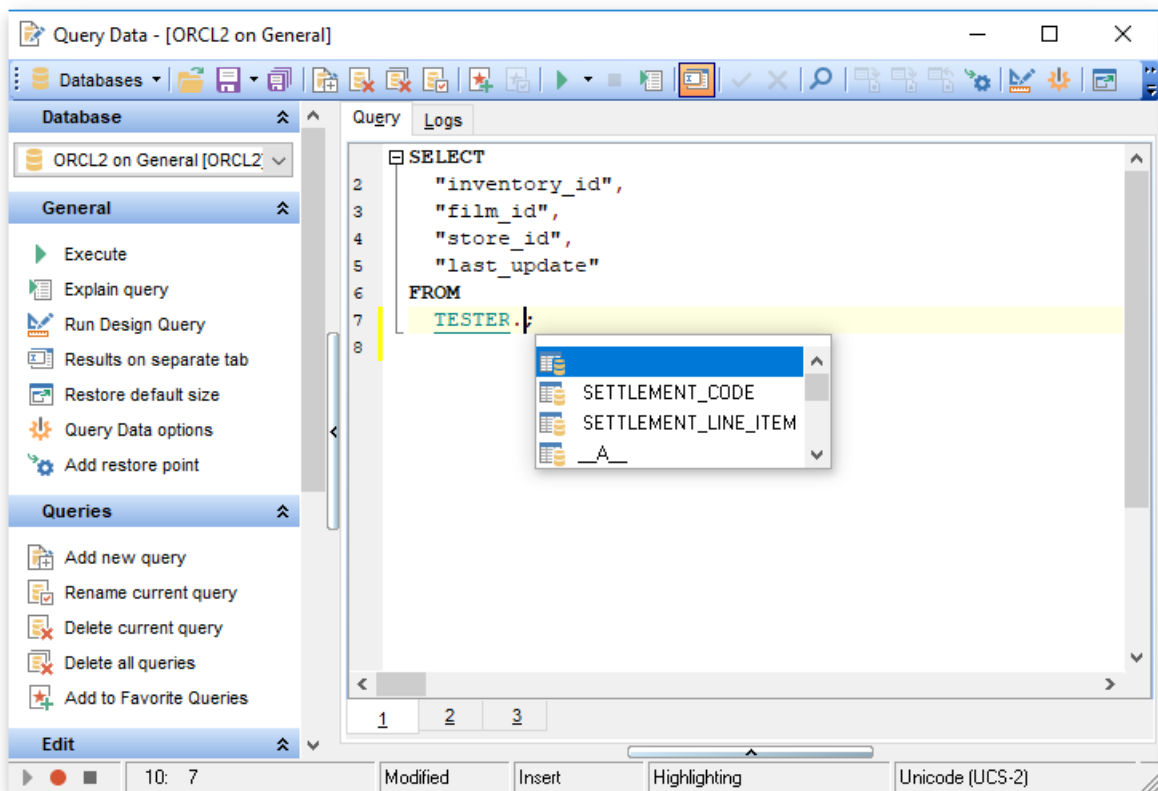 Query Data - [ORCL2 on General]
Databases
Database
ORCL2 on General [ORCL2]
General
Execute
Explain query
Run Design Query
Results on separate tab
Restore default size
Query Data options
Add restore point
Queries
Add new query
Rename current query
Delete current query
Delete all queries
Add to Favorite Queries
Edit
Query Logs
SELECT
2 "inventory_id",
3 "film_id",
4 "store_id",
5 "last_update"
6 FROM
7 TESTER.;
8
SETTLEMENT_CODE
SETTLEMENT_LINE_ITEM
__A__
1 2 3
10: 7 Modified Insert Highlighting Unicode (UCS-2)